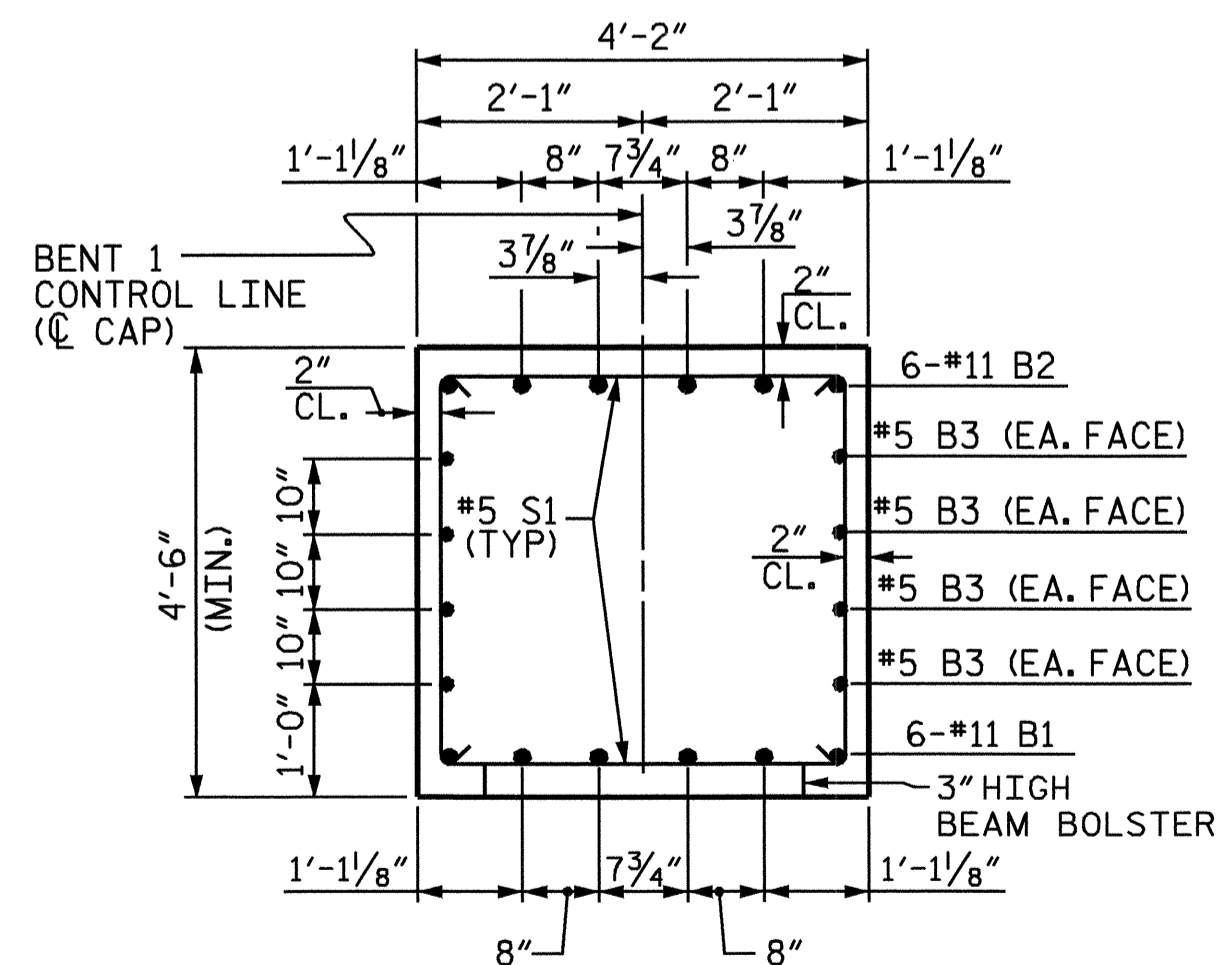 4'-2"
2'-1" 2'-1"
1'-1 1/8" 8" 7 3/4" 8" 1'-1 1/8"
3 7/8"
3 7/8"
BENT 1
CONTROL LINE
(℄ CAP)
2"
CL.
2"
CL.
6-#11 B2
#5 B3 (EA. FACE)
#5 B3 (EA. FACE)
#5 B3 (EA. FACE)
#5 B3 (EA. FACE)
6-#11 B1
#5 S1
(TYP)
2"
CL.
4'-6"
(MIN.)
10"
10"
10"
1'-0"
3" HIGH
BEAM BOLSTER
1'-1 1/8" 7 3/4" 1'-1 1/8"
8" 8"